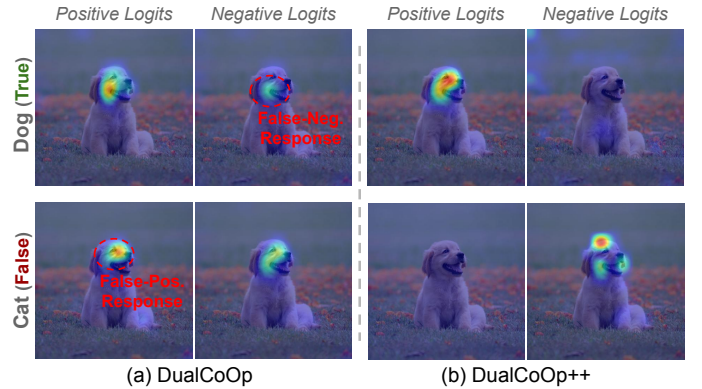 Positive Logits Negative Logits Positive Logits Negative Logits
Dog (True)
False-Neg.
Response
Cat (False)
False-Pos.
Response
(a) DualCoOp (b) DualCoOp++